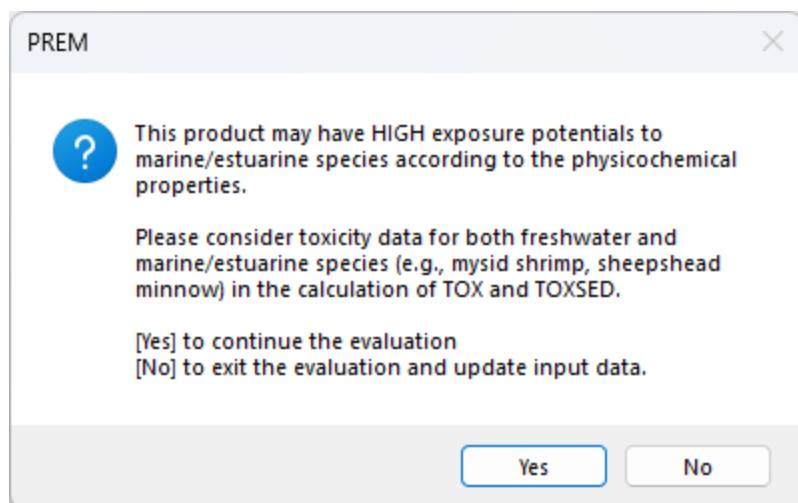 PREM
?
This product may have HIGH exposure potentials to
marine/estuarine species according to the physicochemical
properties.
Please consider toxicity data for both freshwater and
marine/estuarine species (e.g., mysid shrimp, sheepshead
minnow) in the calculation of TOX and TOXSED.
[Yes] to continue the evaluation
[No] to exit the evaluation and update input data.
Yes
No